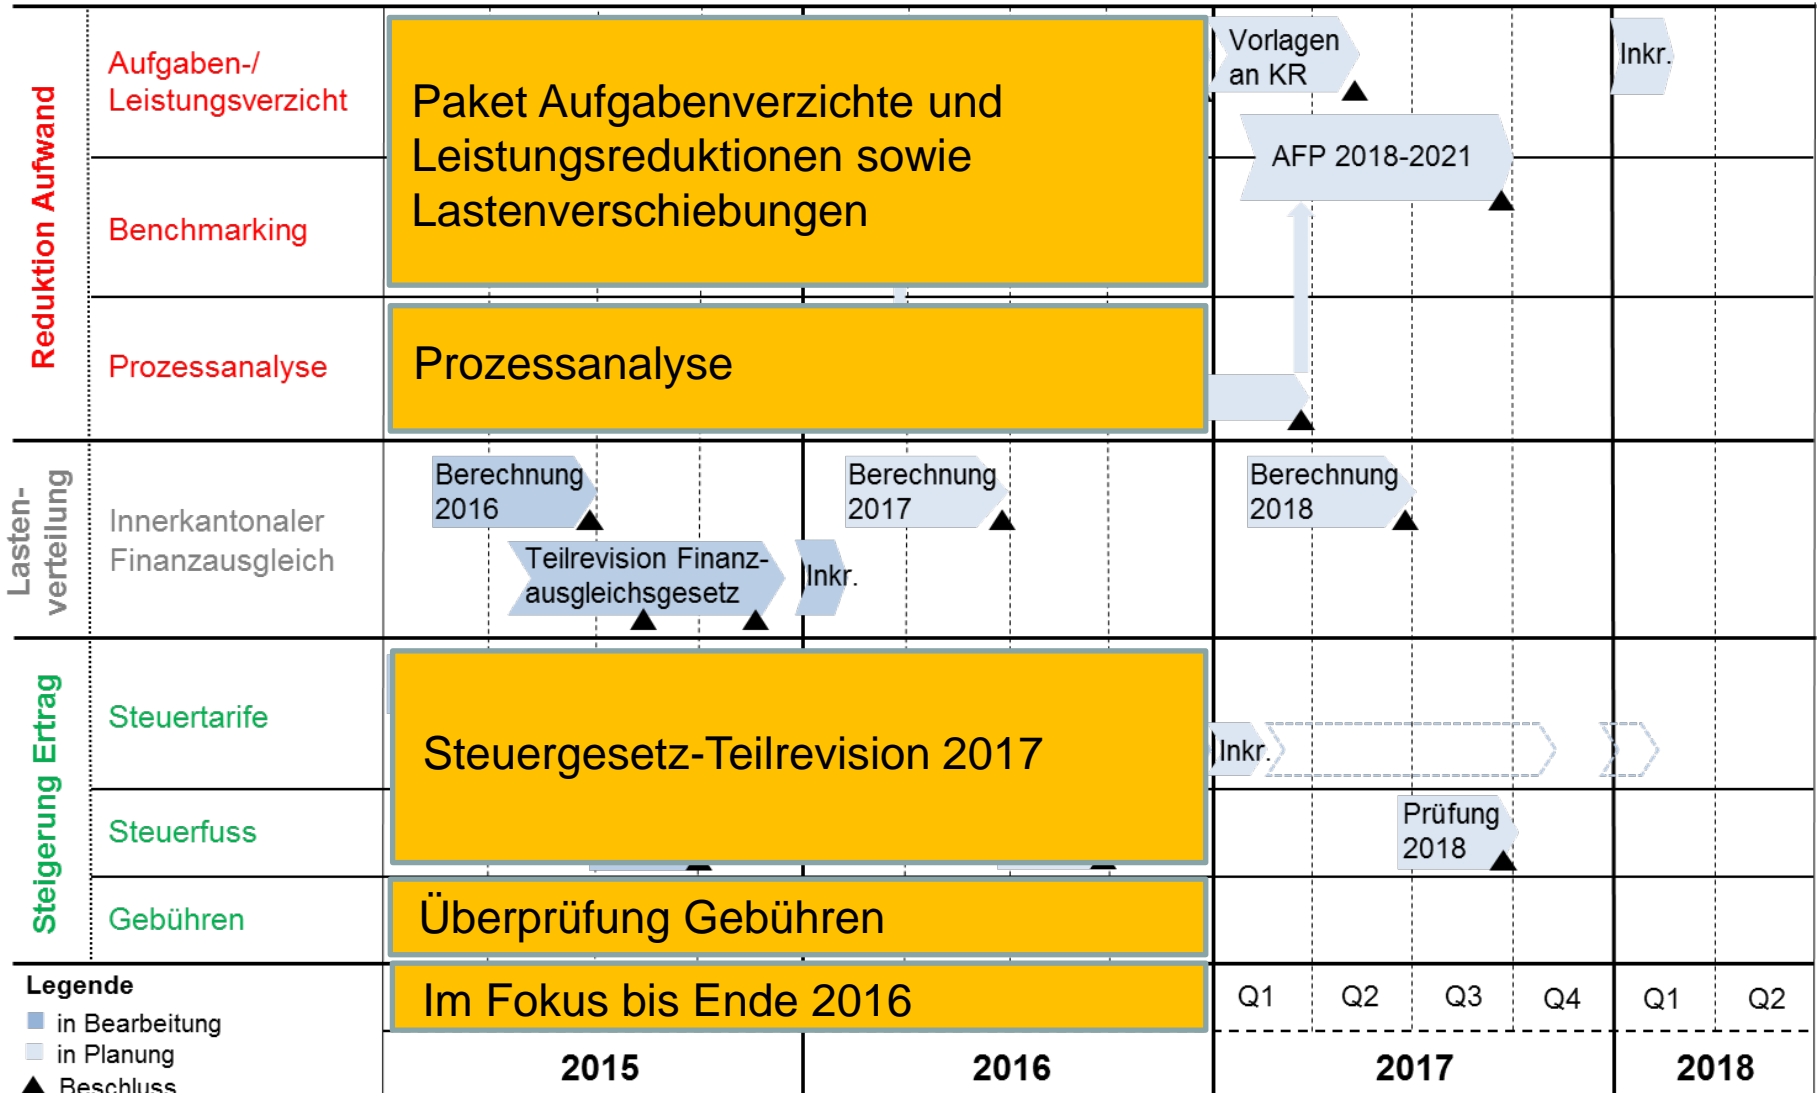 Reduktion Aufwand
Aufgaben-/
Leistungsverzicht
Benchmarking
Prozessanalyse
Paket Aufgabenverzichte und
Leistungsreduktionen sowie
Lastenverschiebungen
Prozessanalyse
Vorlagen
an KR
AFP 2018-2021
Inkr.
Lasten-
verteilung
Innerkantonaler
Finanzausgleich
Berechnung
2016
Teilrevision Finanz-
ausgleichsgesetz
Inkr.
Berechnung
2017
Berechnung
2018
Steigerung Ertrag
Steuertarife
Steuerfuss
Gebühren
Steuergesetz-Teilrevision 2017
Inkr.
Prüfung
2018
Überprüfung Gebühren
Im Fokus bis Ende 2016
Legende
in Bearbeitung
in Planung
Beschluss
Q1 Q2 Q3 Q4 Q1 Q2
2015 2016 2017 2018